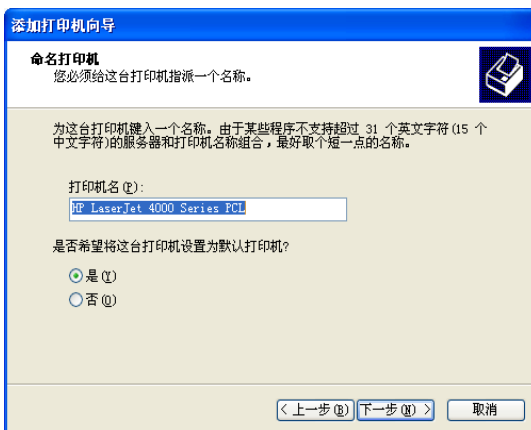 添加打印机向导
命名打印机
您必须给这台打印机指派一个名称。
为这台打印机键入一个名称。由于某些程序不支持超过 31 个英文字符(15 个
中文字符)的服务器和打印机名称组合，最好取个短一点的名称。
打印机名(P):
HP LaserJet 4000 Series PCL
是否希望将这台打印机设置为默认打印机?
是(Y)
否(O)
< 上一步(B) 下一步(N) > 取消